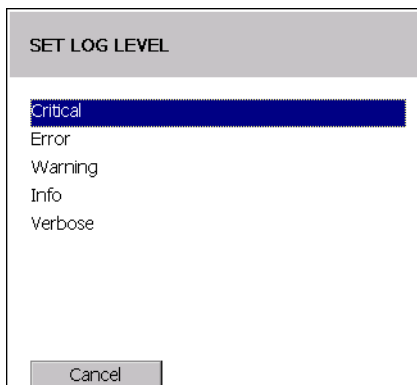 SET LOG LEVEL
Critical
Error
Warning
Info
Verbose
Cancel